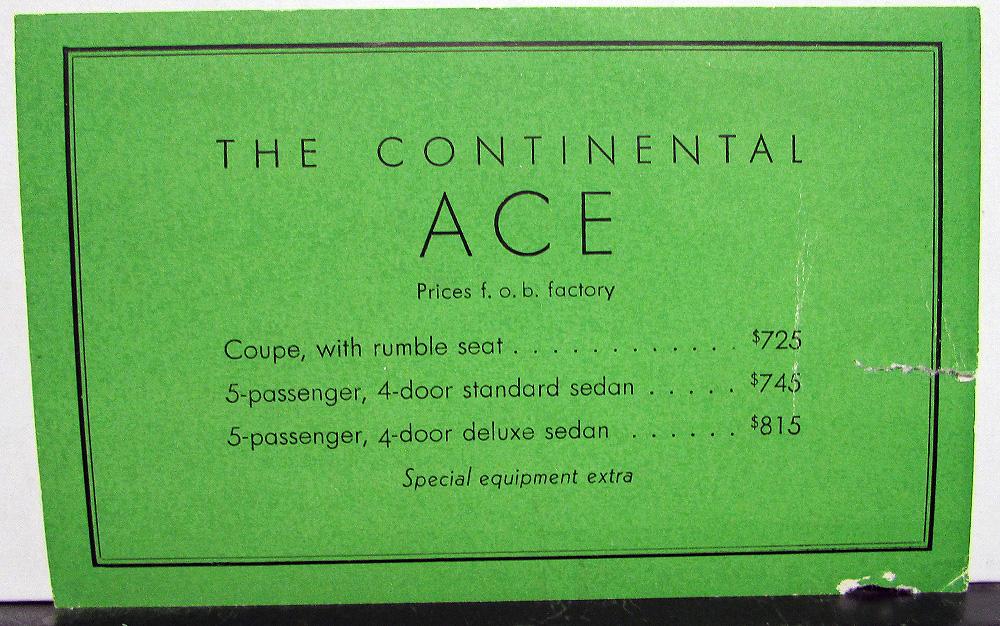 THE CONTINENTAL
ACE
Prices f. o. b. factory
Coupe, with rumble seat . . . . . . . . . . . . $725
5-passenger, 4-door standard sedan . . . . . $745
5-passenger, 4-door deluxe sedan . . . . . . $815
Special equipment extra